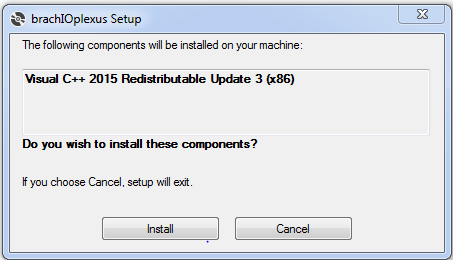 brachIOplexus Setup
The following components will be installed on your machine:
Visual C++ 2015 Redistributable Update 3 (x86)
Do you wish to install these components?
If you choose Cancel, setup will exit.
Install
Cancel